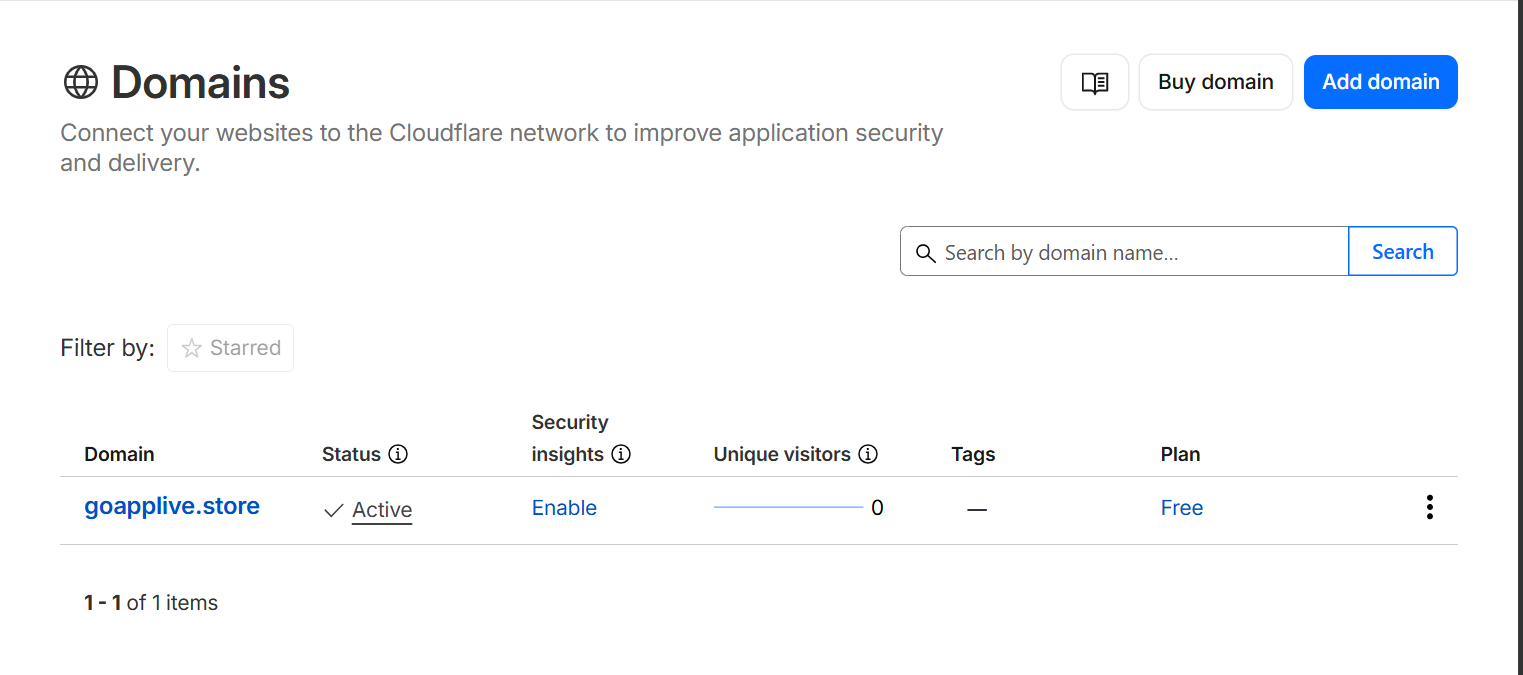 Domains
Buy domain
Add domain
Connect your websites to the Cloudflare network to improve application security
and delivery.
Search by domain name...
Search
Filter by:
Starred
Domain
Status
Security
insights
Unique visitors
Tags
Plan
goapplive.store
Active
Enable
0
—
Free
1 - 1 of 1 items